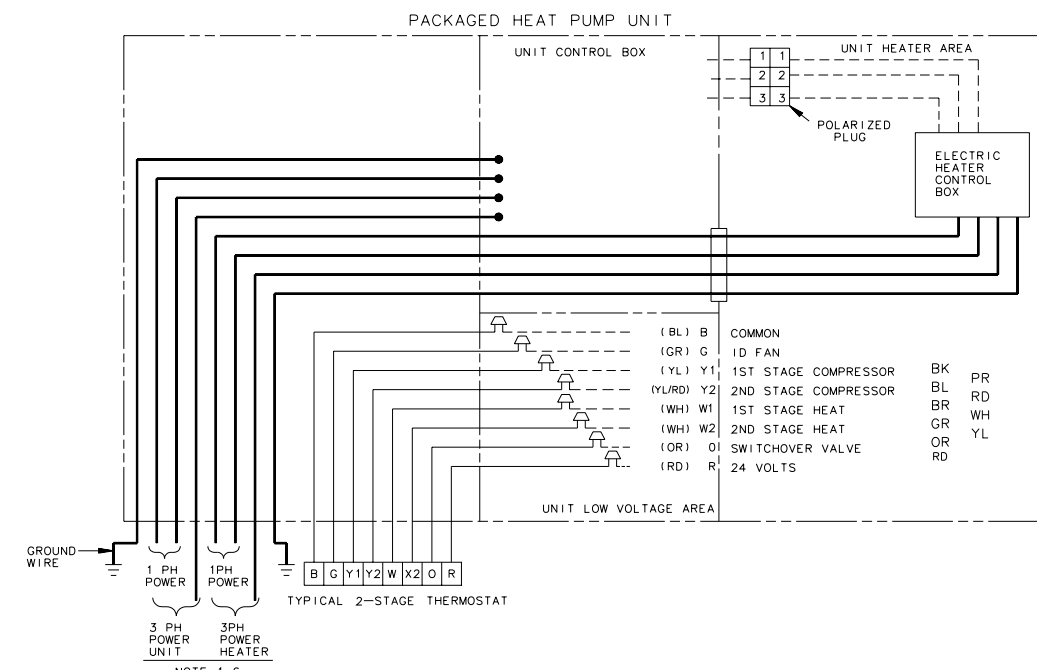 PACKAGED HEAT PUMP UNIT
UNIT CONTROL BOX
UNIT HEATER AREA
1 1
2 2
3 3
POLARIZED
PLUG
ELECTRIC
HEATER
CONTROL
BOX
(BL) B COMMON
(GR) G ID FAN
(YL) Y1 1ST STAGE COMPRESSOR
(YL/RD) Y2 2ND STAGE COMPRESSOR
(WH) W1 1ST STAGE HEAT
(WH) W2 2ND STAGE HEAT
(OR) O SWITCHOVER VALVE
(RD) R 24 VOLTS
BK
BL
BR
GR
OR
RD
PR
RD
WH
YL
UNIT LOW VOLTAGE AREA
GROUND
WIRE
1 PH
POWER
1PH
POWER
B G Y1 Y2 W X2 O R
TYPICAL 2-STAGE THERMOSTAT
3 PH
POWER
UNIT
3PH
POWER
HEATER